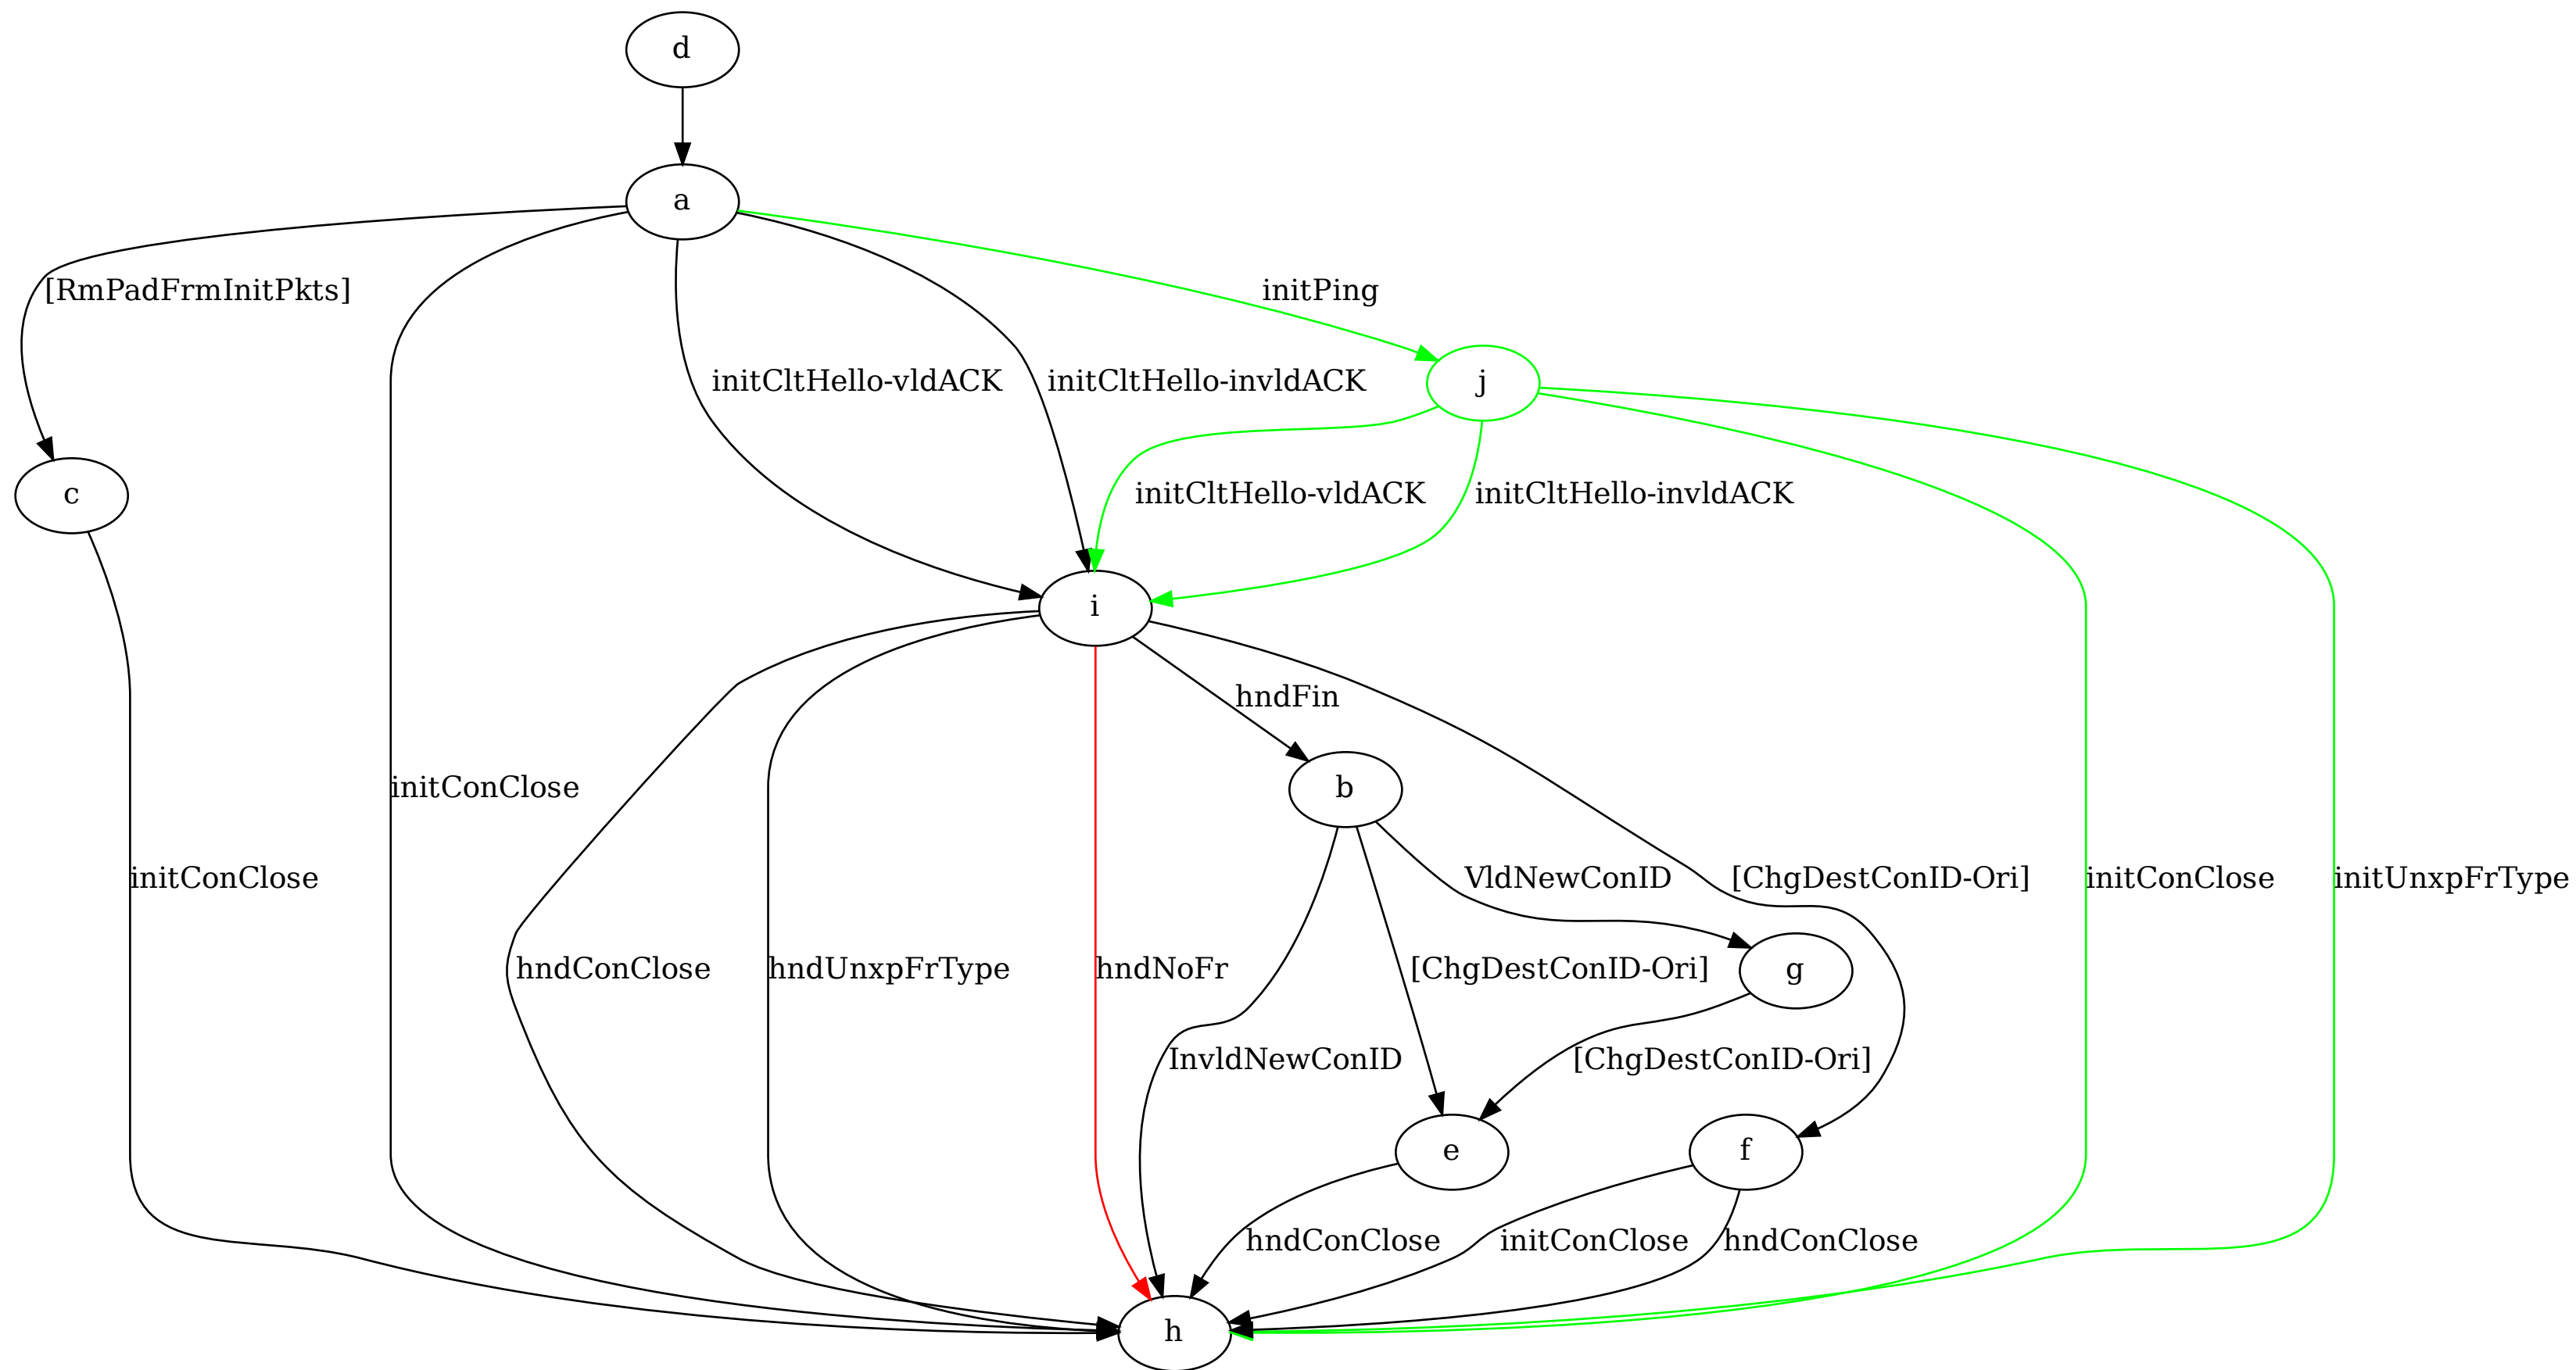 d
a
[RmPadFrmInitPkts]
initPing
initCltHello-vldACK
initCltHello-invldACK
j
c
initCltHello-vldACK
initCltHello-invldACK
i
hndFin
initConClose
b
initConClose
VldNewConID
[ChgDestConID-Ori]
initConClose
initUnxpFrType
hndConClose
hndUnxpFrType
hndNoFr
[ChgDestConID-Ori]
g
InvldNewConID
[ChgDestConID-Ori]
e
f
hndConClose
initConClose
hndConClose
h